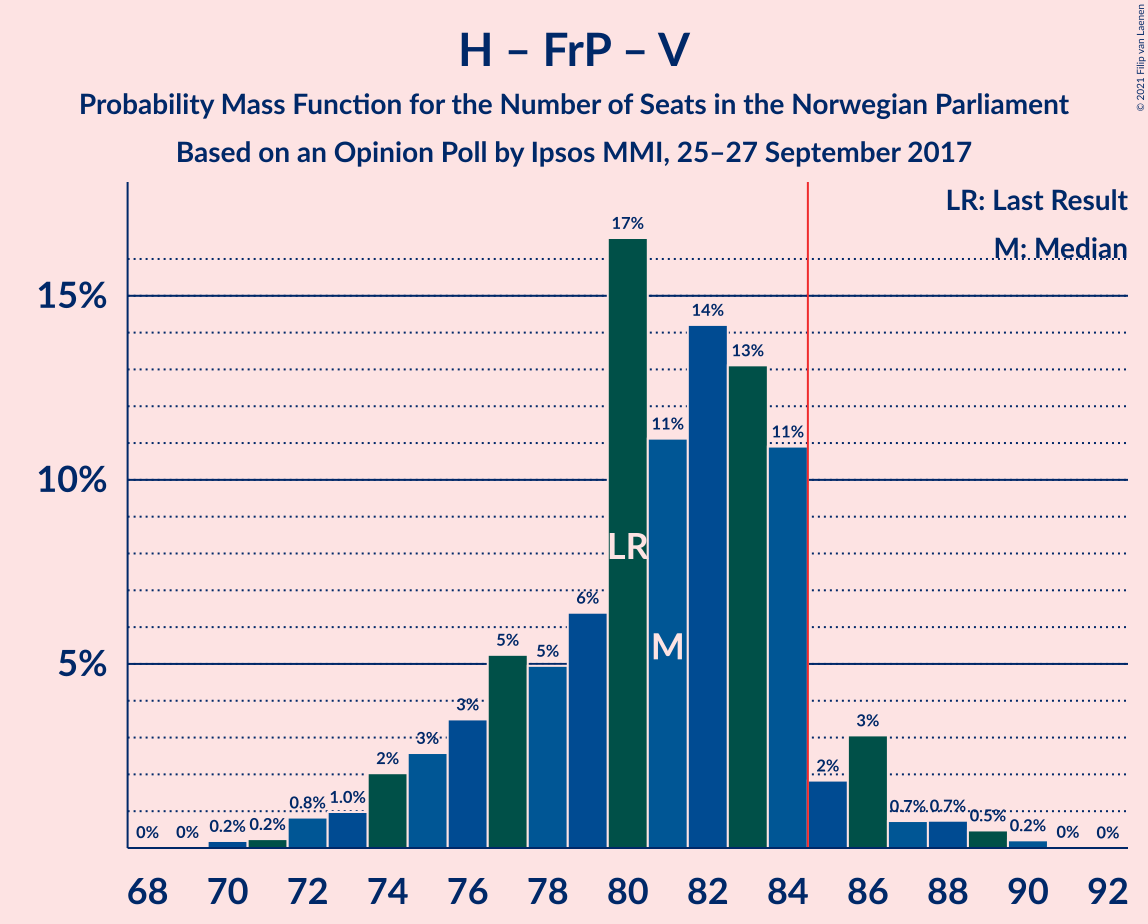 H – FrP – V
Probability Mass Function for the Number of Seats in the Norwegian Parliament
Based on an Opinion Poll by Ipsos MMI, 25–27 September 2017
© 2021 Filip van Laenen
LR: Last Result
M: Median
15%
10%
5%
0% 0% 0.2% 0.2% 0.8% 1.0% 2% 3% 3% 5% 5% 6% 17% 11% 14% 13% 11% 2% 3% 0.7% 0.7% 0.5% 0.2% 0% 0%
LR
M
68 70 72 74 76 78 80 82 84 86 88 90 92